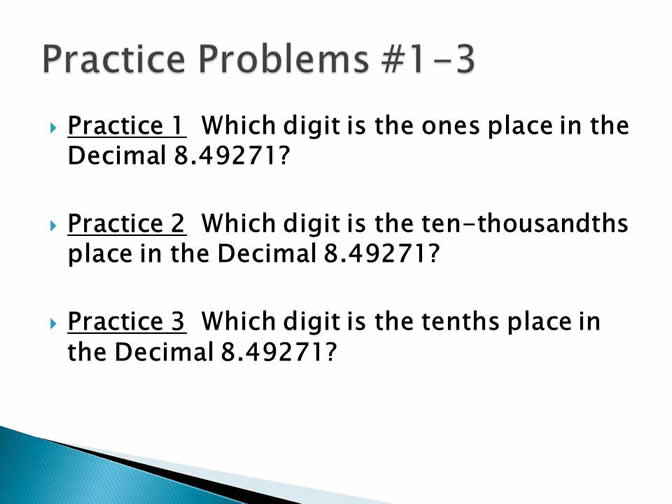 Practice Problems #1-3
Practice 1 Which digit is the ones place in the
Decimal 8.49271?
Practice 2 Which digit is the ten-thousandths
place in the Decimal 8.49271?
Practice 3 Which digit is the tenths place in
the Decimal 8.49271?